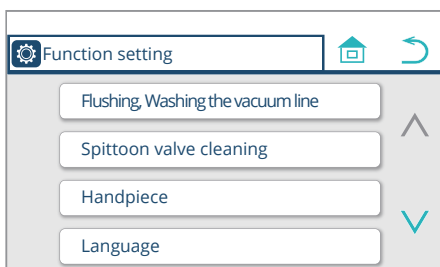 Function setting
Flushing, Washing the vacuum line
Spittoon valve cleaning
Handpiece
Language